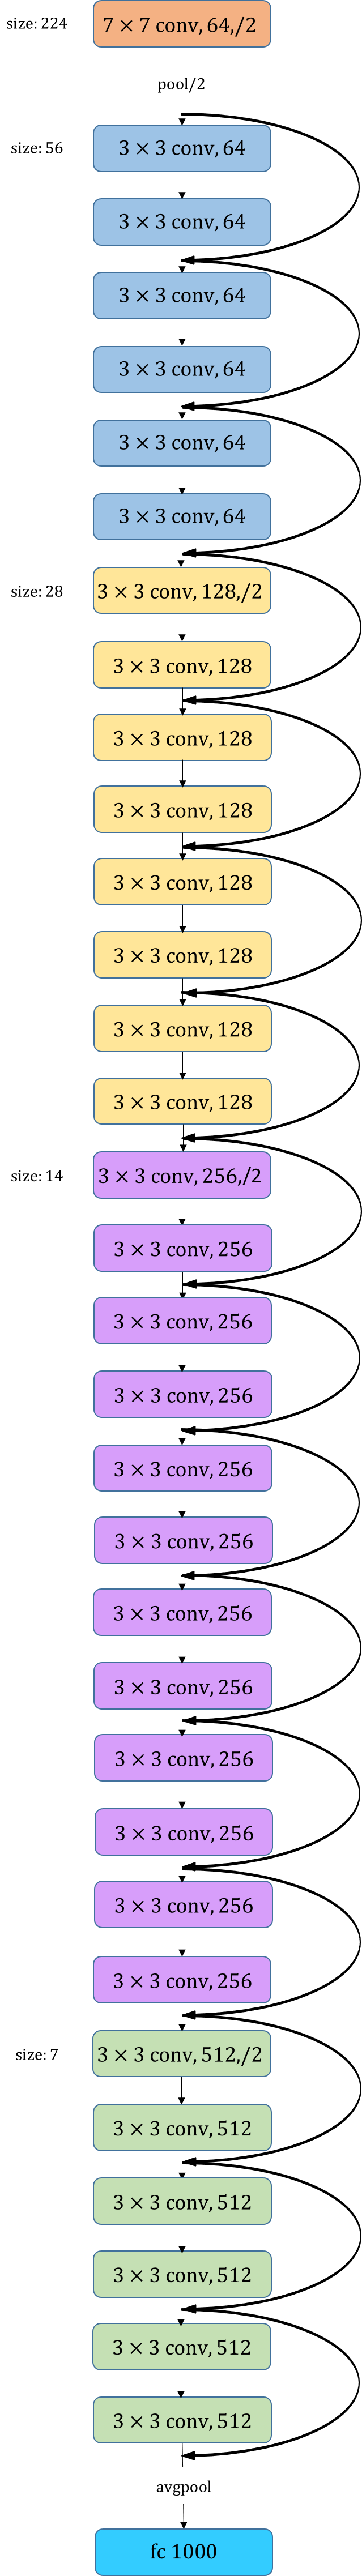 size: 224
7 × 7 conv, 64,/2
pool/2
size: 56
3 × 3 conv, 64
3 × 3 conv, 64
3 × 3 conv, 64
3 × 3 conv, 64
3 × 3 conv, 64
3 × 3 conv, 64
size: 28
3 × 3 conv, 128,/2
3 × 3 conv, 128
3 × 3 conv, 128
3 × 3 conv, 128
3 × 3 conv, 128
3 × 3 conv, 128
3 × 3 conv, 128
3 × 3 conv, 128
size: 14
3 × 3 conv, 256,/2
3 × 3 conv, 256
3 × 3 conv, 256
3 × 3 conv, 256
3 × 3 conv, 256
3 × 3 conv, 256
3 × 3 conv, 256
3 × 3 conv, 256
3 × 3 conv, 256
3 × 3 conv, 256
3 × 3 conv, 256
3 × 3 conv, 256
size: 7
3 × 3 conv, 512,/2
3 × 3 conv, 512
3 × 3 conv, 512
3 × 3 conv, 512
3 × 3 conv, 512
3 × 3 conv, 512
avgpool
fc 1000